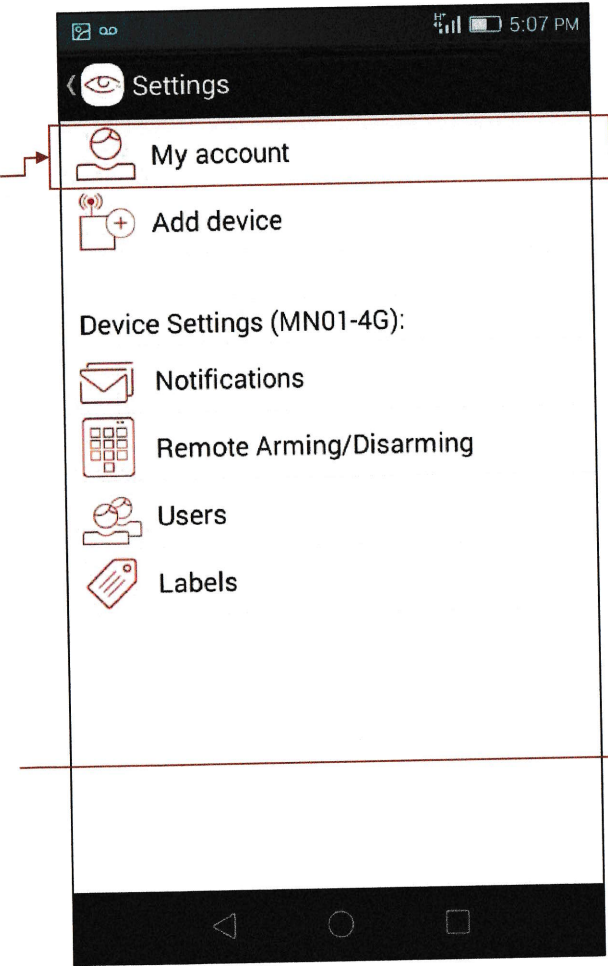 H+ 5:07 PM
Settings
My account
Add device
Device Settings (MN01-4G):
Notifications
Remote Arming/Disarming
Users
Labels